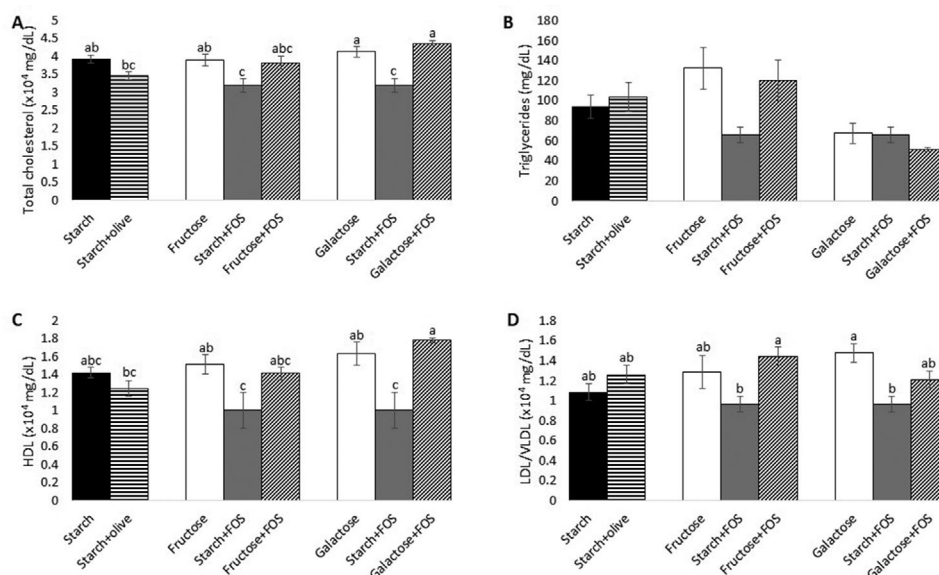 A
Total cholesterol (x10⁴ mg/dL)
5
4.5
4
3.5
3
2.5
2
1.5
1
0.5
0
ab
bc
ab
c
abc
a
c
a
Starch
Starch+olive
Fructose
Starch+FOS
Fructose+FOS
Galactose
Starch+FOS
Galactose+FOS
B
Triglycerides (mg/dL)
180
160
140
120
100
80
60
40
20
0
Starch
Starch+olive
Fructose
Starch+FOS
Fructose+FOS
Galactose
Starch+FOS
Galactose+FOS
C
HDL (x10⁴ mg/dL)
2
1.8
1.6
1.4
1.2
1
0.8
0.6
0.4
0.2
0
abc
bc
ab
c
abc
ab
c
a
Starch
Starch+olive
Fructose
Starch+FOS
Fructose+FOS
Galactose
Starch+FOS
Galactose+FOS
D
LDL/VLDL (x10⁴ mg/dL)
1.8
1.6
1.4
1.2
1
0.8
0.6
0.4
0.2
0
ab
ab
ab
b
a
a
b
ab
Starch
Starch+olive
Fructose
Starch+FOS
Fructose+FOS
Galactose
Starch+FOS
Galactose+FOS